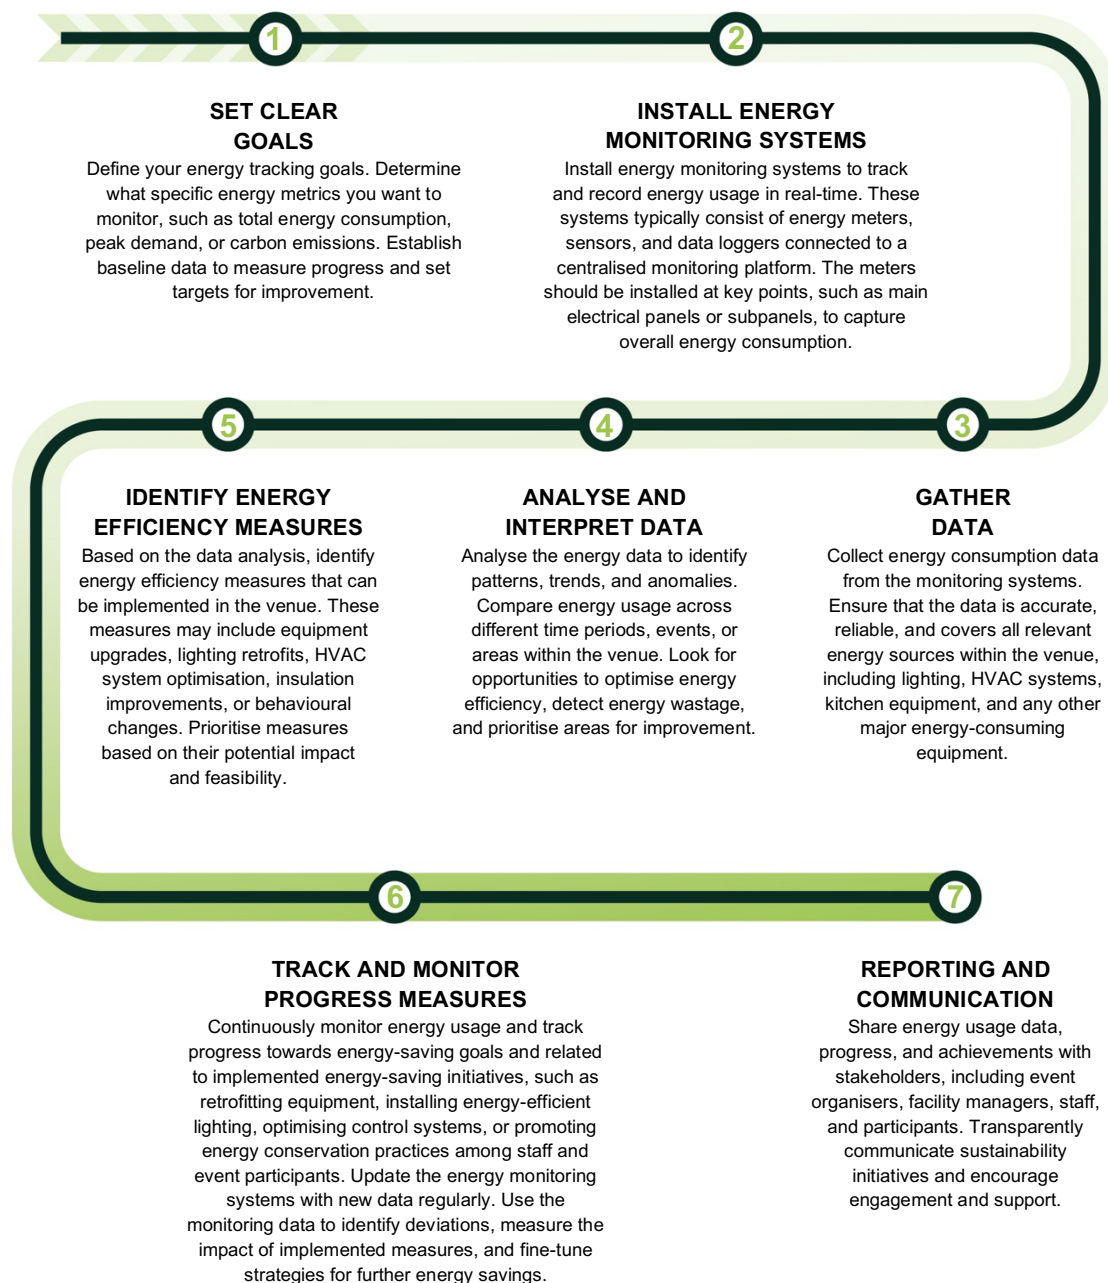 1
SET CLEAR
GOALS
Define your energy tracking goals. Determine
what specific energy metrics you want to
monitor, such as total energy consumption,
peak demand, or carbon emissions. Establish
baseline data to measure progress and set
targets for improvement.
2
INSTALL ENERGY
MONITORING SYSTEMS
Install energy monitoring systems to track
and record energy usage in real-time. These
systems typically consist of energy meters,
sensors, and data loggers connected to a
centralised monitoring platform. The meters
should be installed at key points, such as main
electrical panels or subpanels, to capture
overall energy consumption.
3
GATHER
DATA
Collect energy consumption data
from the monitoring systems.
Ensure that the data is accurate,
reliable, and covers all relevant
energy sources within the venue,
including lighting, HVAC systems,
kitchen equipment, and any other
major energy-consuming
equipment.
4
ANALYSE AND
INTERPRET DATA
Analyse the energy data to identify
patterns, trends, and anomalies.
Compare energy usage across
different time periods, events, or
areas within the venue. Look for
opportunities to optimise energy
efficiency, detect energy wastage,
and prioritise areas for improvement.
5
IDENTIFY ENERGY
EFFICIENCY MEASURES
Based on the data analysis, identify
energy efficiency measures that can
be implemented in the venue. These
measures may include equipment
upgrades, lighting retrofits, HVAC
system optimisation, insulation
improvements, or behavioural
changes. Prioritise measures
based on their potential impact
and feasibility.
6
TRACK AND MONITOR
PROGRESS MEASURES
Continuously monitor energy usage and track
progress towards energy-saving goals and related
to implemented energy-saving initiatives, such as
retrofitting equipment, installing energy-efficient
lighting, optimising control systems, or promoting
energy conservation practices among staff and
event participants. Update the energy monitoring
systems with new data regularly. Use the
monitoring data to identify deviations, measure the
impact of implemented measures, and fine-tune
strategies for further energy savings.
7
REPORTING AND
COMMUNICATION
Share energy usage data,
progress, and achievements with
stakeholders, including event
organisers, facility managers, staff,
and participants. Transparently
communicate sustainability
initiatives and encourage
engagement and support.